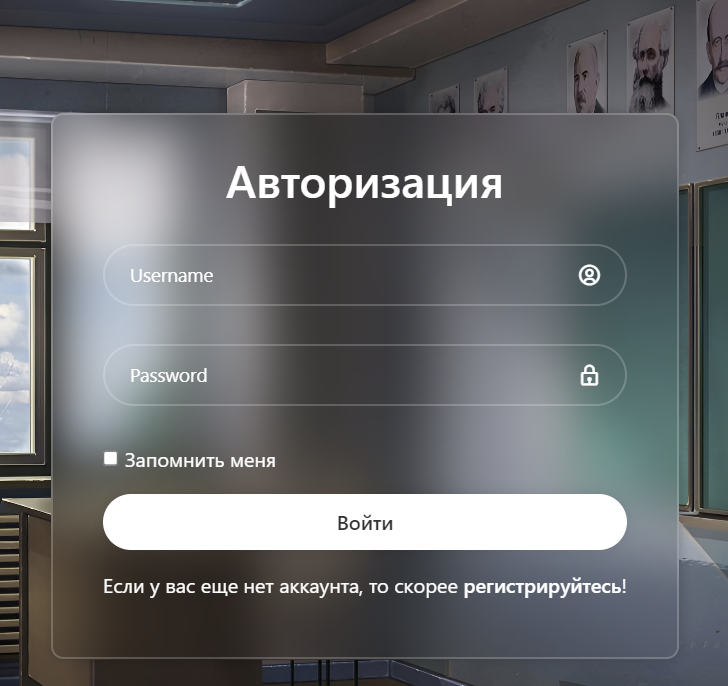 Авторизация
Username
Password
Запомнить меня
Войти
Если у вас еще нет аккаунта, то скорее регистрируйтесь!